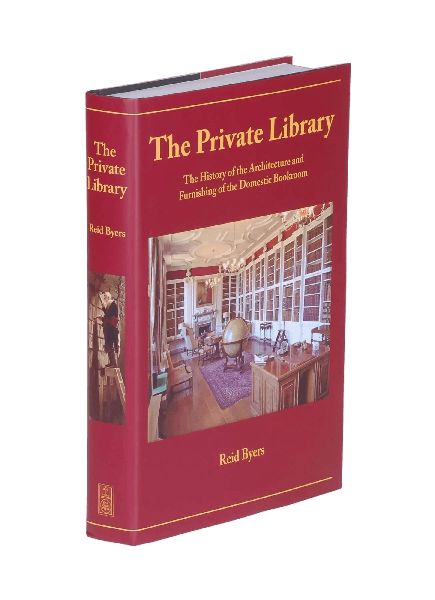 The
Private
Library
Reid Byers
The Private Library
The History of the Architecture and
Furnishing of the Domestic Bookroom
Reid Byers